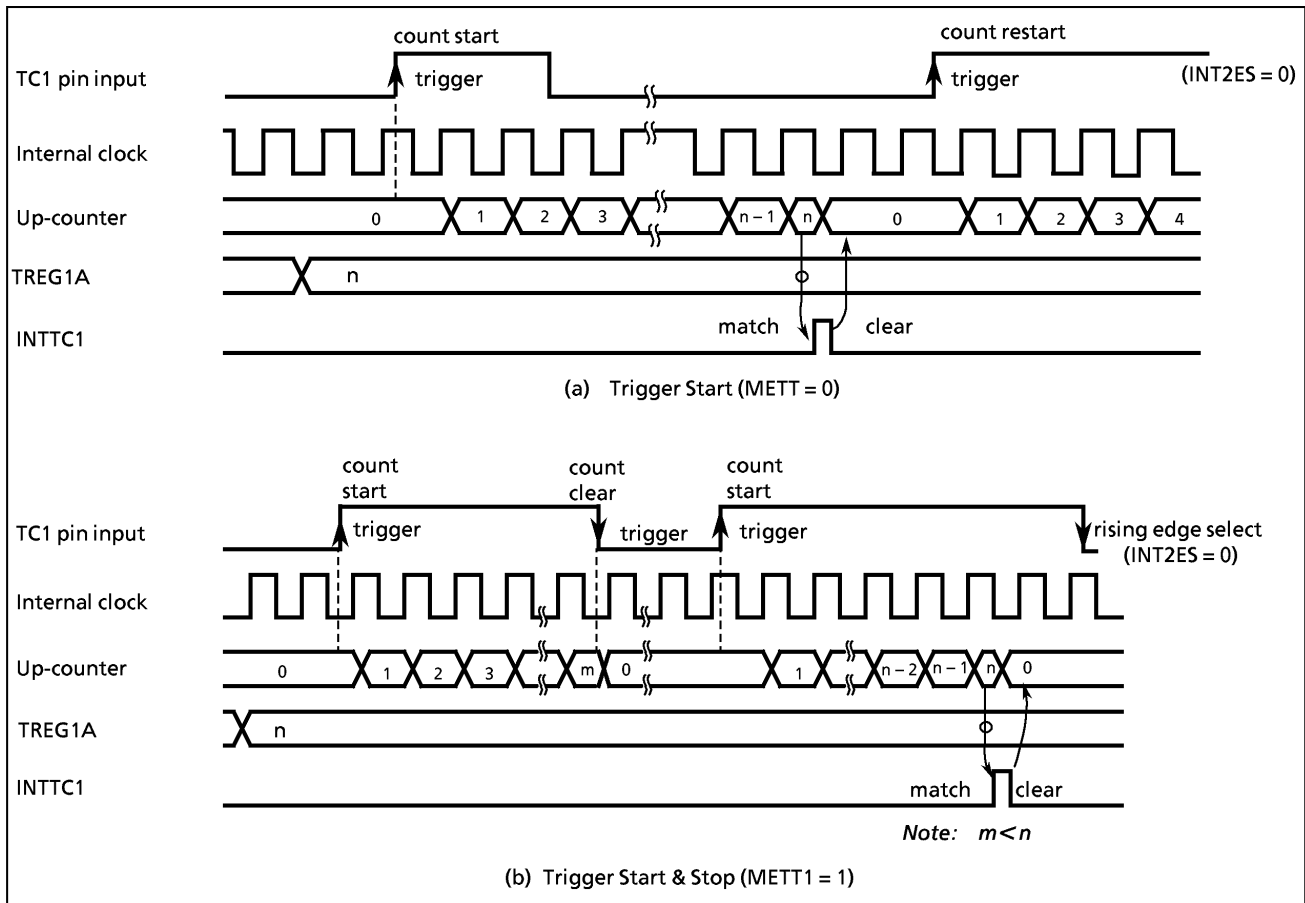 count start
count restart
TC1 pin input
trigger
trigger
(INT2ES = 0)
Internal clock
Up-counter
0 1 2 3 n – 1 n 0 1 2 3 4
TREG1A
n
INTTC1
match
clear
(a) Trigger Start (METT = 0)
count start
count clear
count start
TC1 pin input
trigger
trigger
trigger
rising edge select
(INT2ES = 0)
Internal clock
Up-counter
0 1 2 3 m 0 1 n – 2 n – 1 n 0
TREG1A
n
INTTC1
match
clear
Note: m < n
(b) Trigger Start & Stop (METT1 = 1)